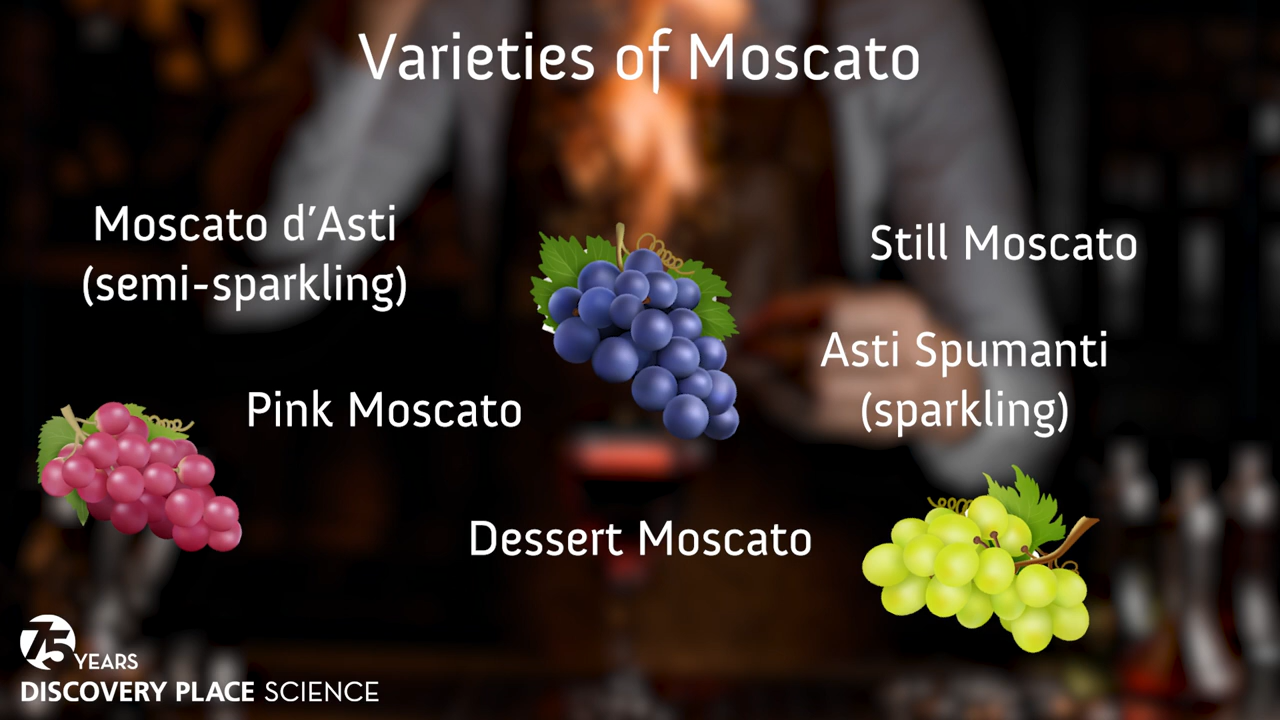 Varieties of Moscato
Moscato d'Asti
(semi-sparkling)
Still Moscato
Asti Spumanti
(sparkling)
Pink Moscato
Dessert Moscato
75
YEARS
DISCOVERY PLACE SCIENCE